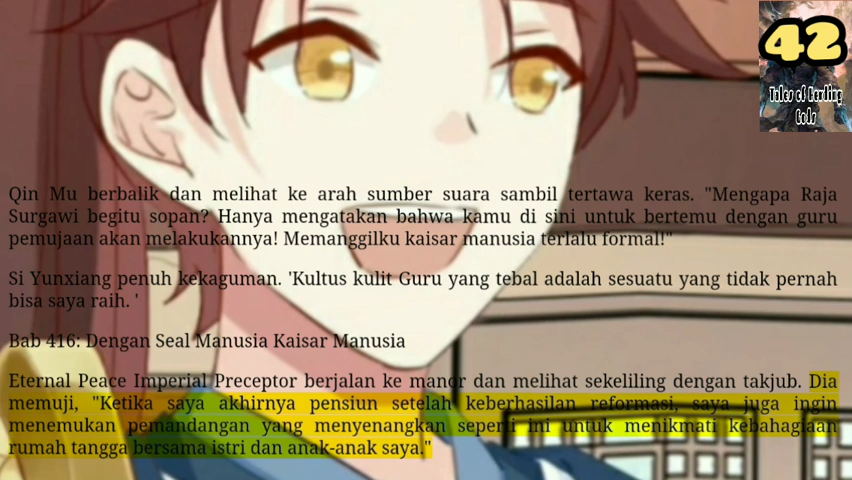 42
Tales of Herding
Gods
Qin Mu berbalik dan melihat ke arah sumber suara sambil tertawa keras. "Mengapa Raja
Surgawi begitu sopan? Hanya mengatakan bahwa kamu di sini untuk bertemu dengan guru
pemujaan akan melakukannya! Memanggilku kaisar manusia terlalu formal!"
Si Yunxiang penuh kekaguman. 'Kultus kulit Guru yang tebal adalah sesuatu yang tidak pernah
bisa saya raih. '
Bab 416: Dengan Seal Manusia Kaisar Manusia
Eternal Peace Imperial Preceptor berjalan ke manor dan melihat sekeliling dengan takjub. Dia
memuji, "Ketika saya akhirnya pensiun setelah keberhasilan reformasi, saya juga ingin
menemukan pemandangan yang menyenangkan seperti ini untuk menikmati kebahagiaan
rumah tangga bersama istri dan anak-anak saya."